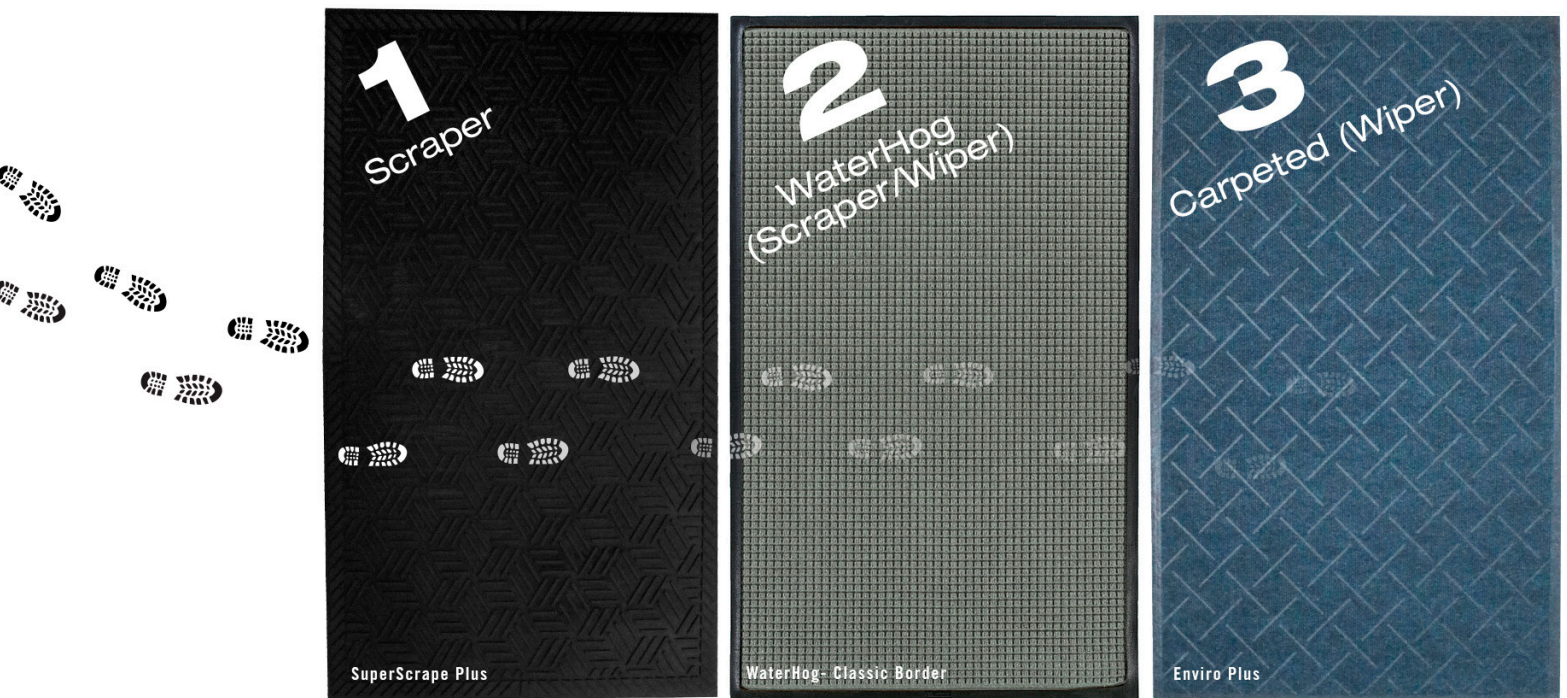 1
Scraper
SuperScrape Plus
2
WaterHog
(Scraper/Wiper)
WaterHog- Classic Border
3
Carpeted (Wiper)
Enviro Plus